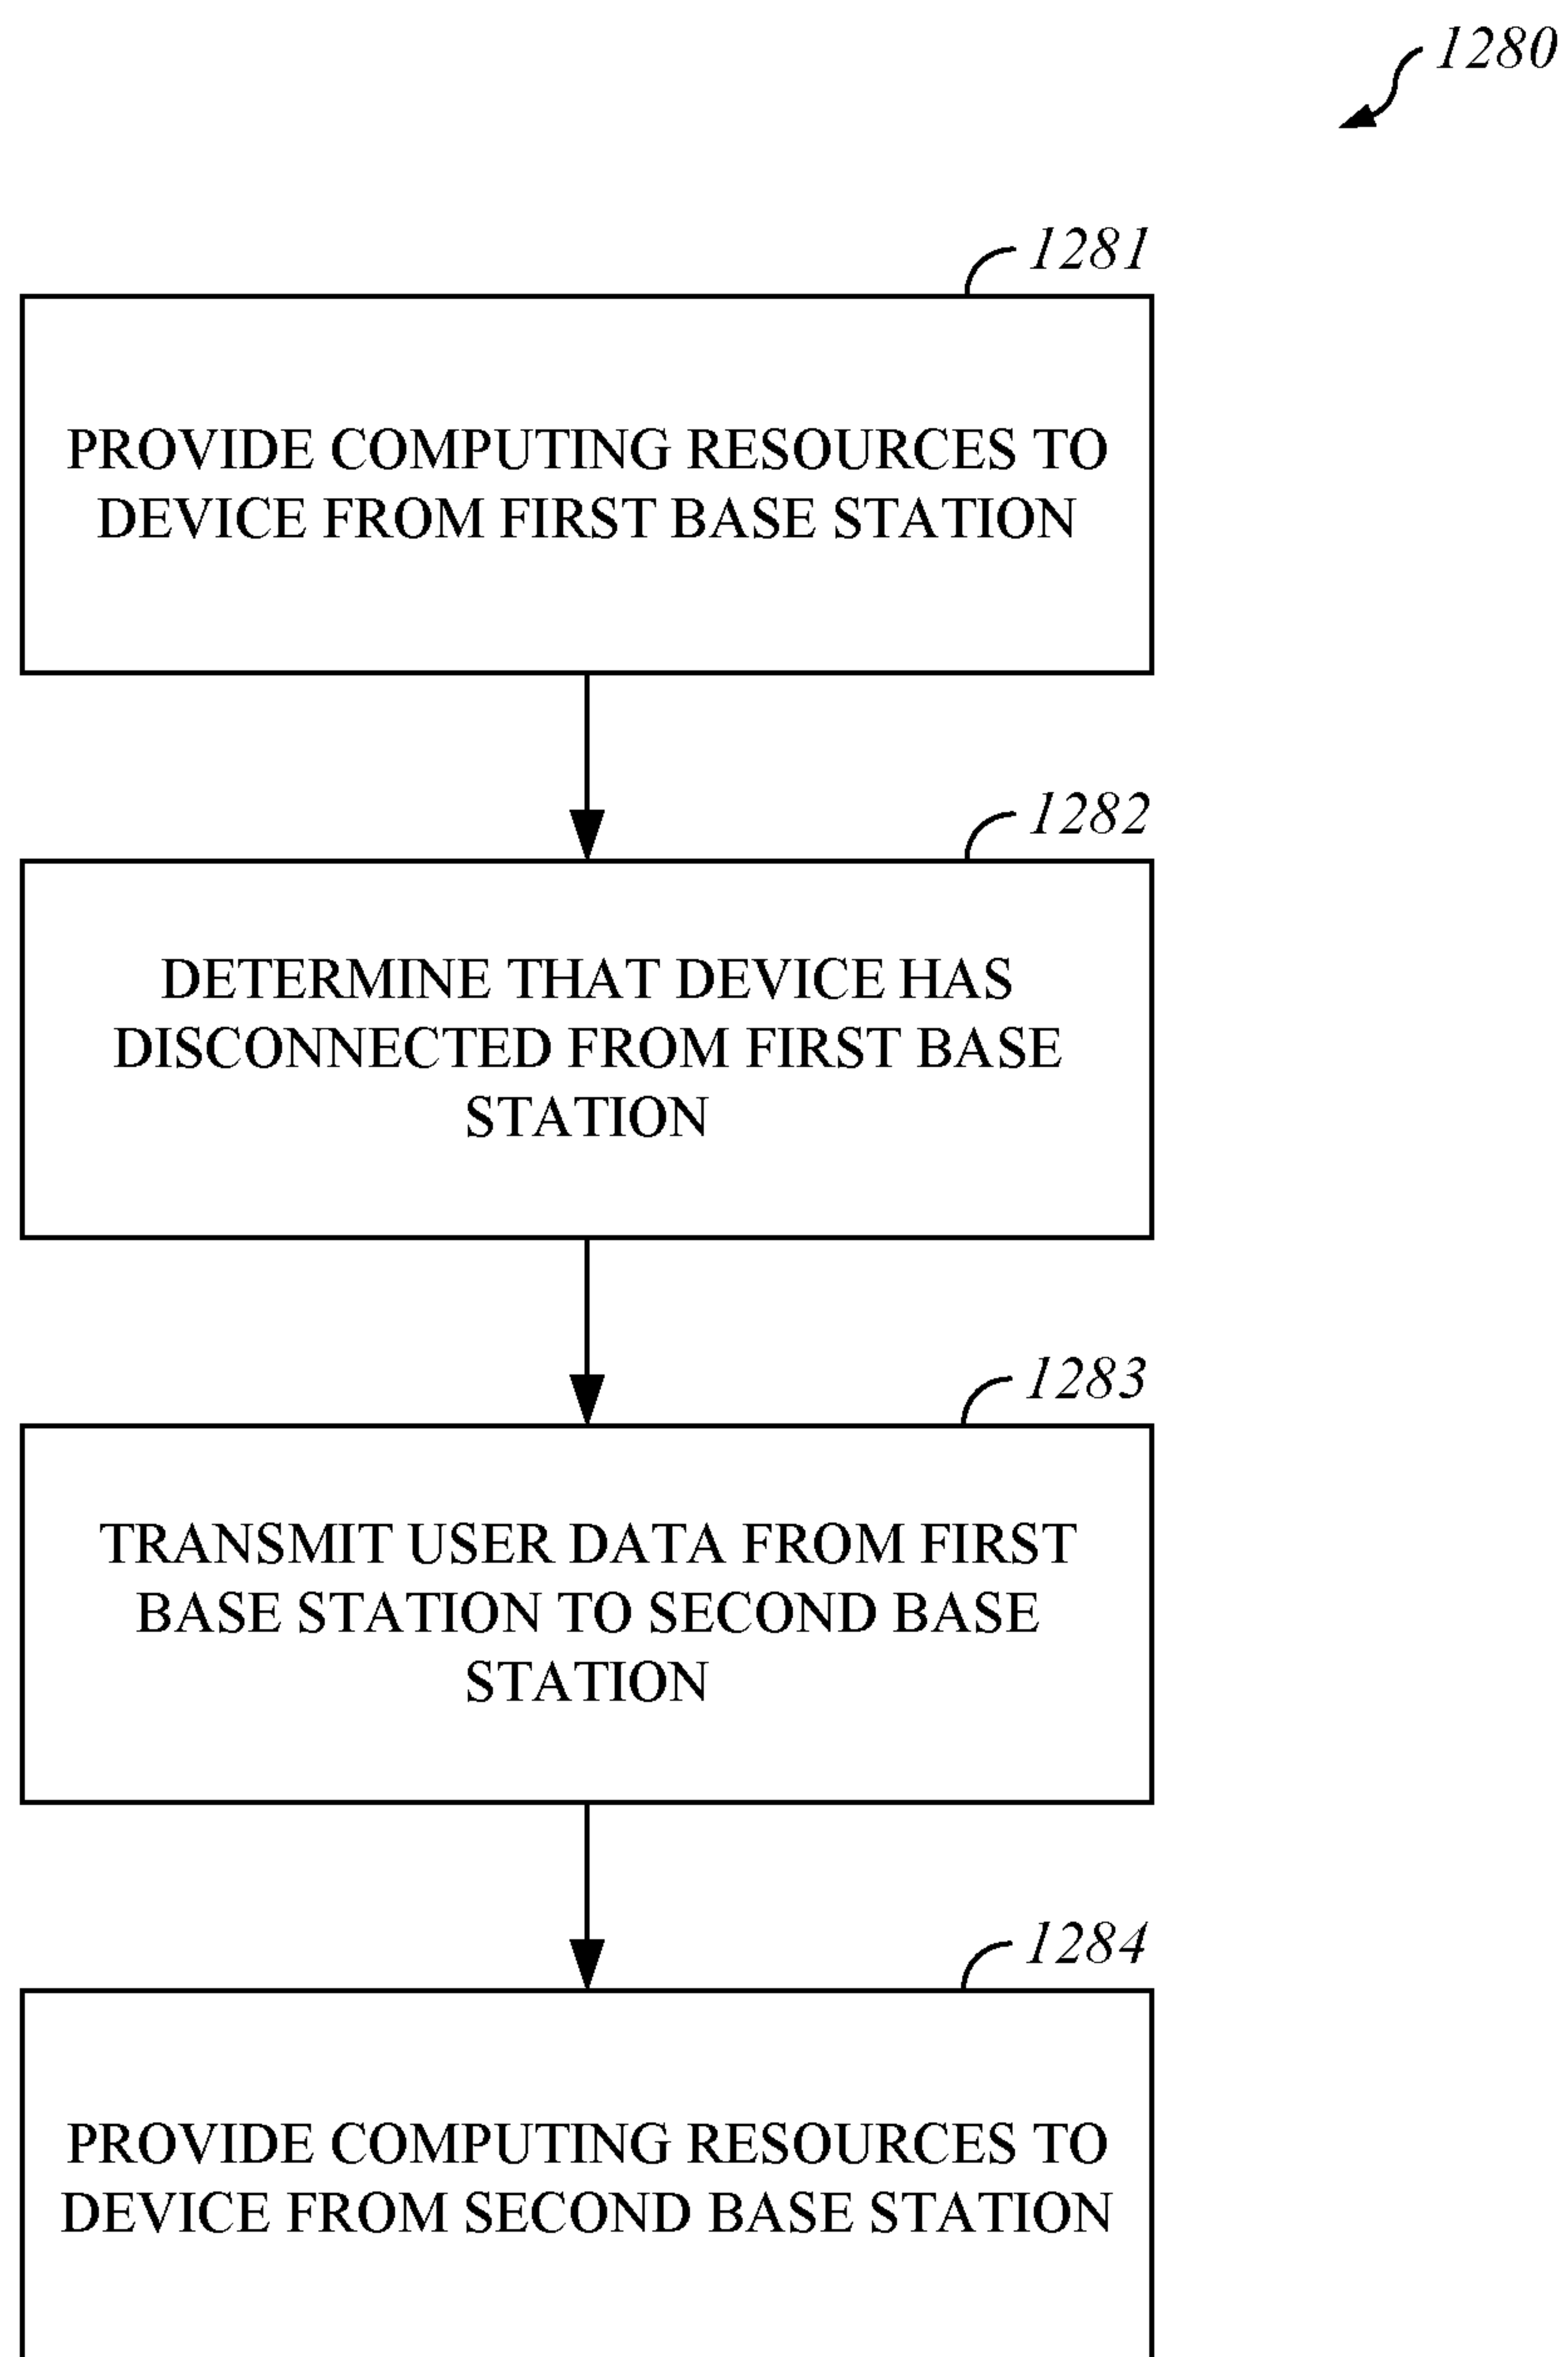 1280
1281
PROVIDE COMPUTING RESOURCES TO
DEVICE FROM FIRST BASE STATION
1282
DETERMINE THAT DEVICE HAS
DISCONNECTED FROM FIRST BASE
STATION
1283
TRANSMIT USER DATA FROM FIRST
BASE STATION TO SECOND BASE
STATION
1284
PROVIDE COMPUTING RESOURCES TO
DEVICE FROM SECOND BASE STATION